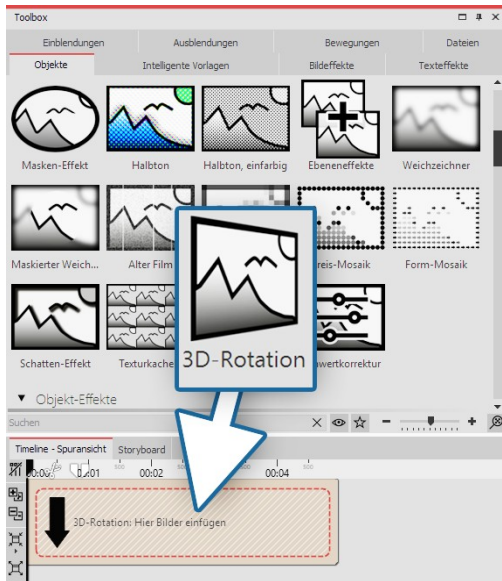 Toolbox
Einblendungen Ausblendungen Bewegungen Dateien
Objekte Intelligente Vorlagen Bildeffekte Texteffekte
Masken-Effekt Halbton Halbton, einfarbig Ebeneneffekte Weichzeichner
Maskierter Weich... Alter Film reis-Mosaik Form-Mosaik
Schatten-Effekt Texturkache wertkorrektur
3D-Rotation
Objekt-Effekte
Suchen
Timeline - Spuransicht Storyboard
00:01 00:02 00:04
3D-Rotation: Hier Bilder einfügen